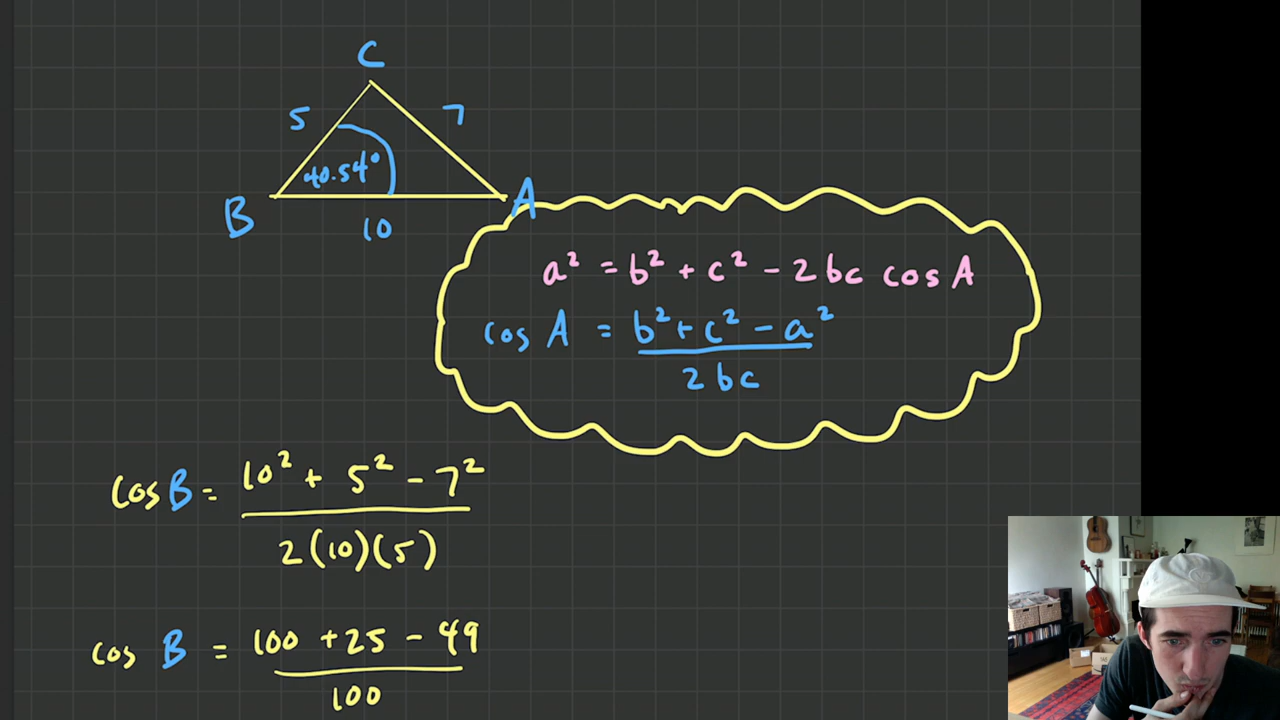 C
5
7
40.54°
B
A
10
a² = b² + c² - 2bc cos A
cos A = b² + c² - a²
2bc
cos B = 10² + 5² - 7²
2(10)(5)
cos B = 100 + 25 - 49
100